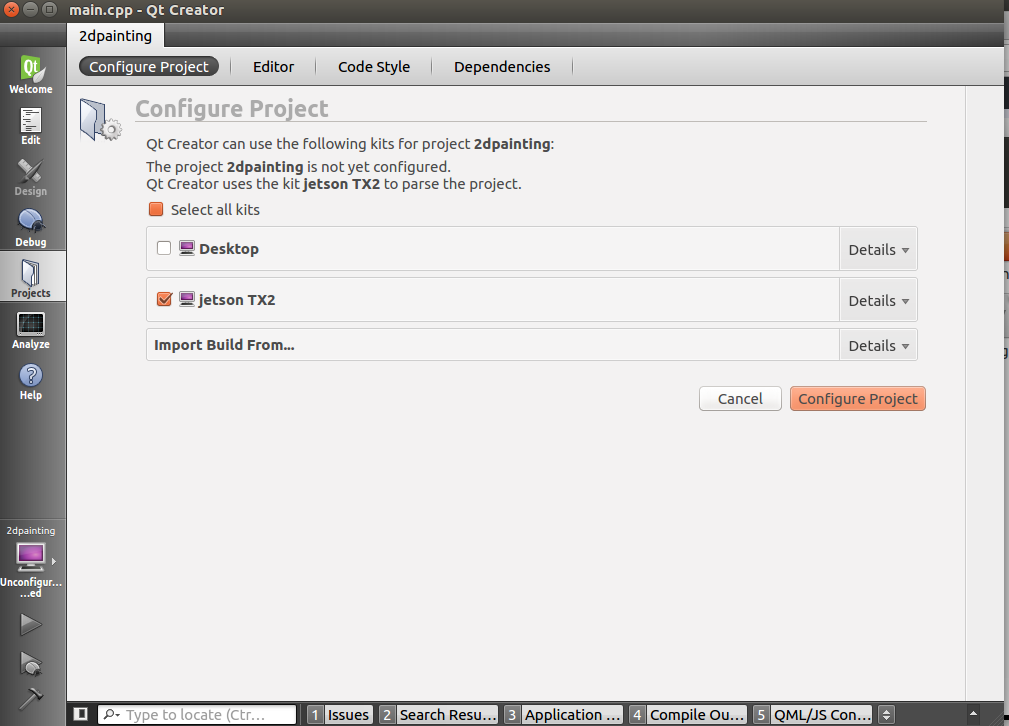 main.cpp - Qt Creator
2dpainting
Configure Project
Editor
Code Style
Dependencies
Qt
Welcome
Edit
Design
Debug
Projects
Analyze
?
Help
Configure Project
Qt Creator can use the following kits for project 2dpainting:
The project 2dpainting is not yet configured.
Qt Creator uses the kit jetson TX2 to parse the project.
Select all kits
Desktop
Details
jetson TX2
Details
Import Build From...
Details
Cancel
Configure Project
2dpainting
Unconfigur...
...ed
Type to locate (Ctr...
1 Issues
2 Search Resu...
3 Application ...
4 Compile Ou...
5 QML/JS Con...